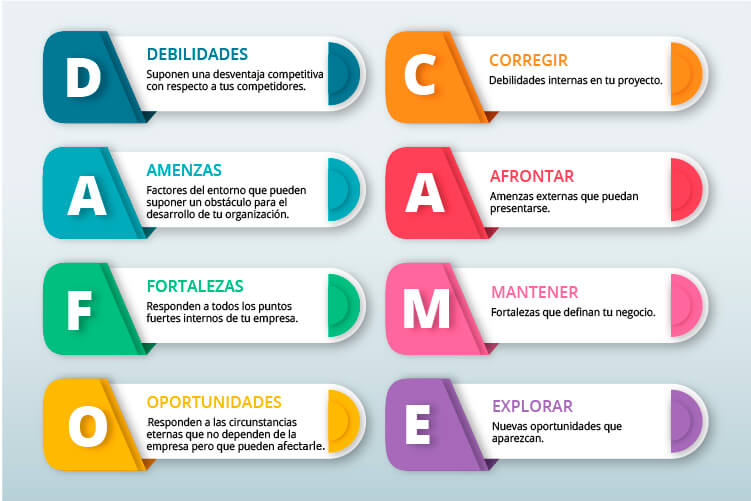 D
DEBILIDADES
Suponen una desventaja competitiva
con respecto a tus competidores.
A
AMENZAS
Factores del entorno que pueden
suponer un obstáculo para el
desarrollo de tu organización.
F
FORTALEZAS
Responden a todos los puntos
fuertes internos de tu empresa.
O
OPORTUNIDADES
Responden a las circunstancias
eternas que no dependen de la
empresa pero que pueden afectarle.
C
CORREGIR
Debilidades internas en tu proyecto.
A
AFRONTAR
Amenzas externas que puedan
presentarse.
M
MANTENER
Fortalezas que definan tu negocio.
E
EXPLORAR
Nuevas oportunidades que
aparezcan.